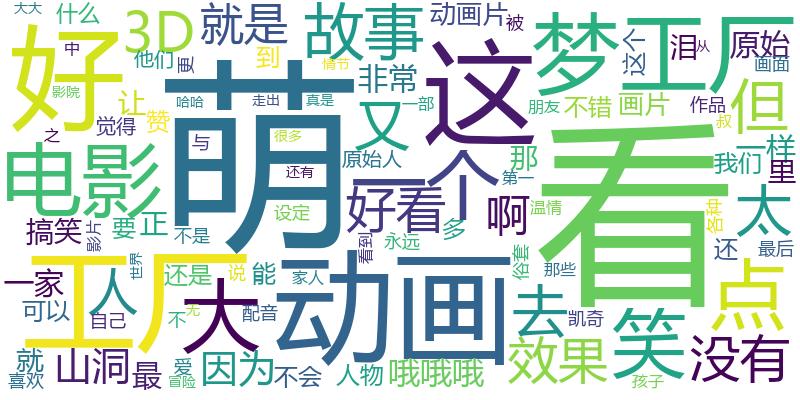 大大
什么
3D
就是
故事
动画片
被
梦工厂
这个
泪
从
原始
好
中
他们
到
情节
非常
这
画面
影院
更
哈哈
走出
真是
一部
朋友
不错
画片
作品
但
让
赞
觉得
萌
又
叔
之
与
很多
看
电影
原始人
一个
那
我们
一样
还有
第一
里
好看
啊
设定
温情
太
各种
搞笑
影片
要
正
不是
看到
永远
多
俗套
还
最后
工厂
大
动画
去
点
一家
人
世界
还是
说
能
家人
那些
可以
自己
不
无
配音
凯奇
笑
没有
就
喜欢
山洞
最
爱
冒险
因为
不会
人物
哦哦哦
效果
孩子